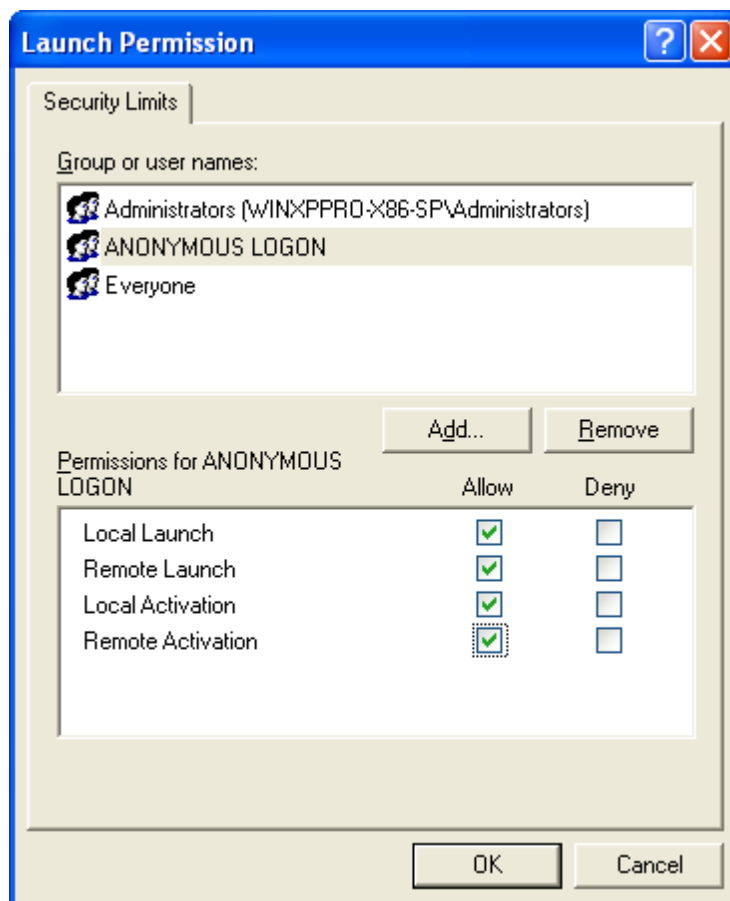 Launch Permission
Security Limits
Group or user names:
Administrators (WINXPPRO-X86-SP\Administrators)
ANONYMOUS LOGON
Everyone
Add... Remove
Permissions for ANONYMOUS
LOGON Allow Deny
Local Launch
Remote Launch
Local Activation
Remote Activation
OK Cancel